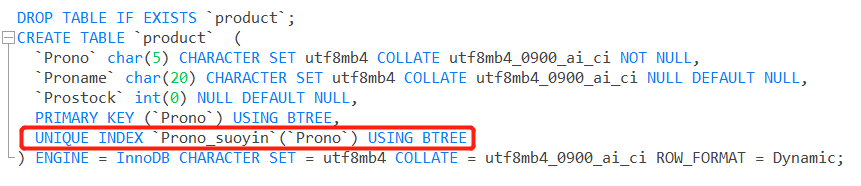 DROP TABLE IF EXISTS `product`;
CREATE TABLE `product`  (
  `Prono` char(5) CHARACTER SET utf8mb4 COLLATE utf8mb4_0900_ai_ci NOT NULL,
  `Proname` char(20) CHARACTER SET utf8mb4 COLLATE utf8mb4_0900_ai_ci NULL DEFAULT NULL,
  `Prostock` int(0) NULL DEFAULT NULL,
  PRIMARY KEY (`Prono`) USING BTREE,
  UNIQUE INDEX `Prono_suoyin`(`Prono`) USING BTREE
) ENGINE = InnoDB CHARACTER SET = utf8mb4 COLLATE = utf8mb4_0900_ai_ci ROW_FORMAT = Dynamic;